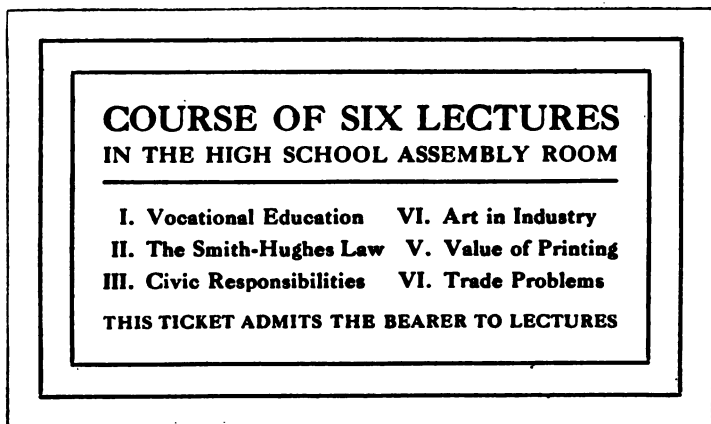 COURSE OF SIX LECTURES
IN THE HIGH SCHOOL ASSEMBLY ROOM
I. Vocational Education VI. Art in Industry
II. The Smith-Hughes Law V. Value of Printing
III. Civic Responsibilities VI. Trade Problems
THIS TICKET ADMITS THE BEARER TO LECTURES